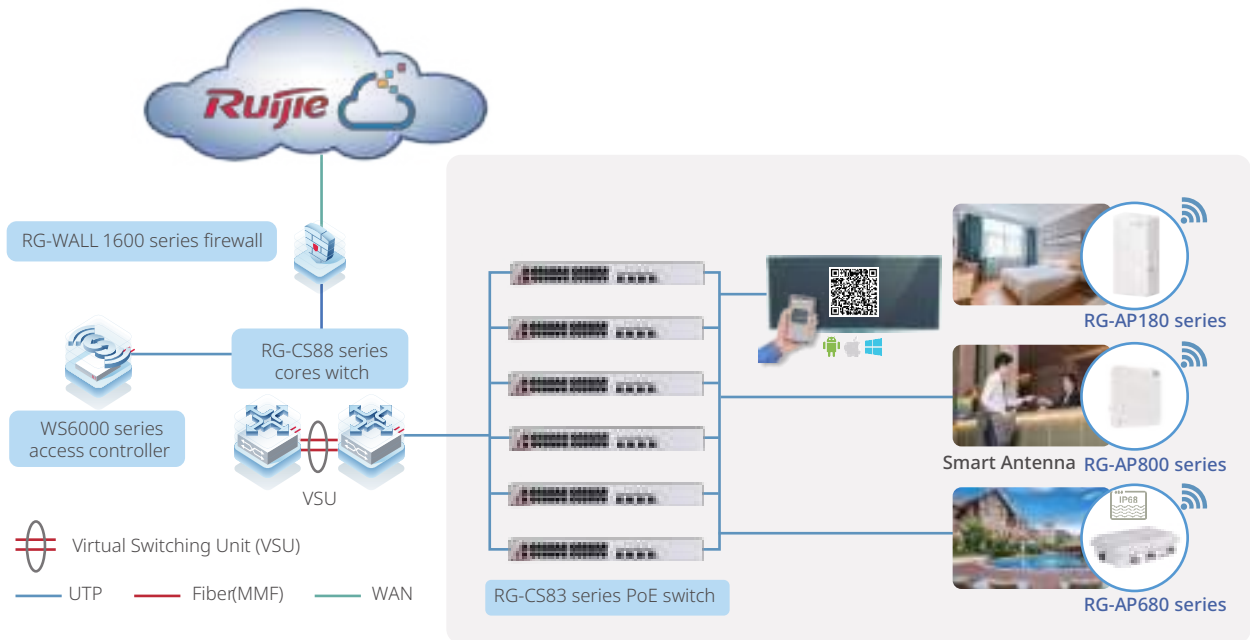 Ruijie
RG-WALL 1600 series firewall
RG-CS88 series
cores witch
WS6000 series
access controller
VSU
Virtual Switching Unit (VSU)
UTP
Fiber(MMF)
WAN
RG-CS83 series PoE switch
RG-AP180 series
Smart Antenna
RG-AP800 series
IP68
RG-AP680 series